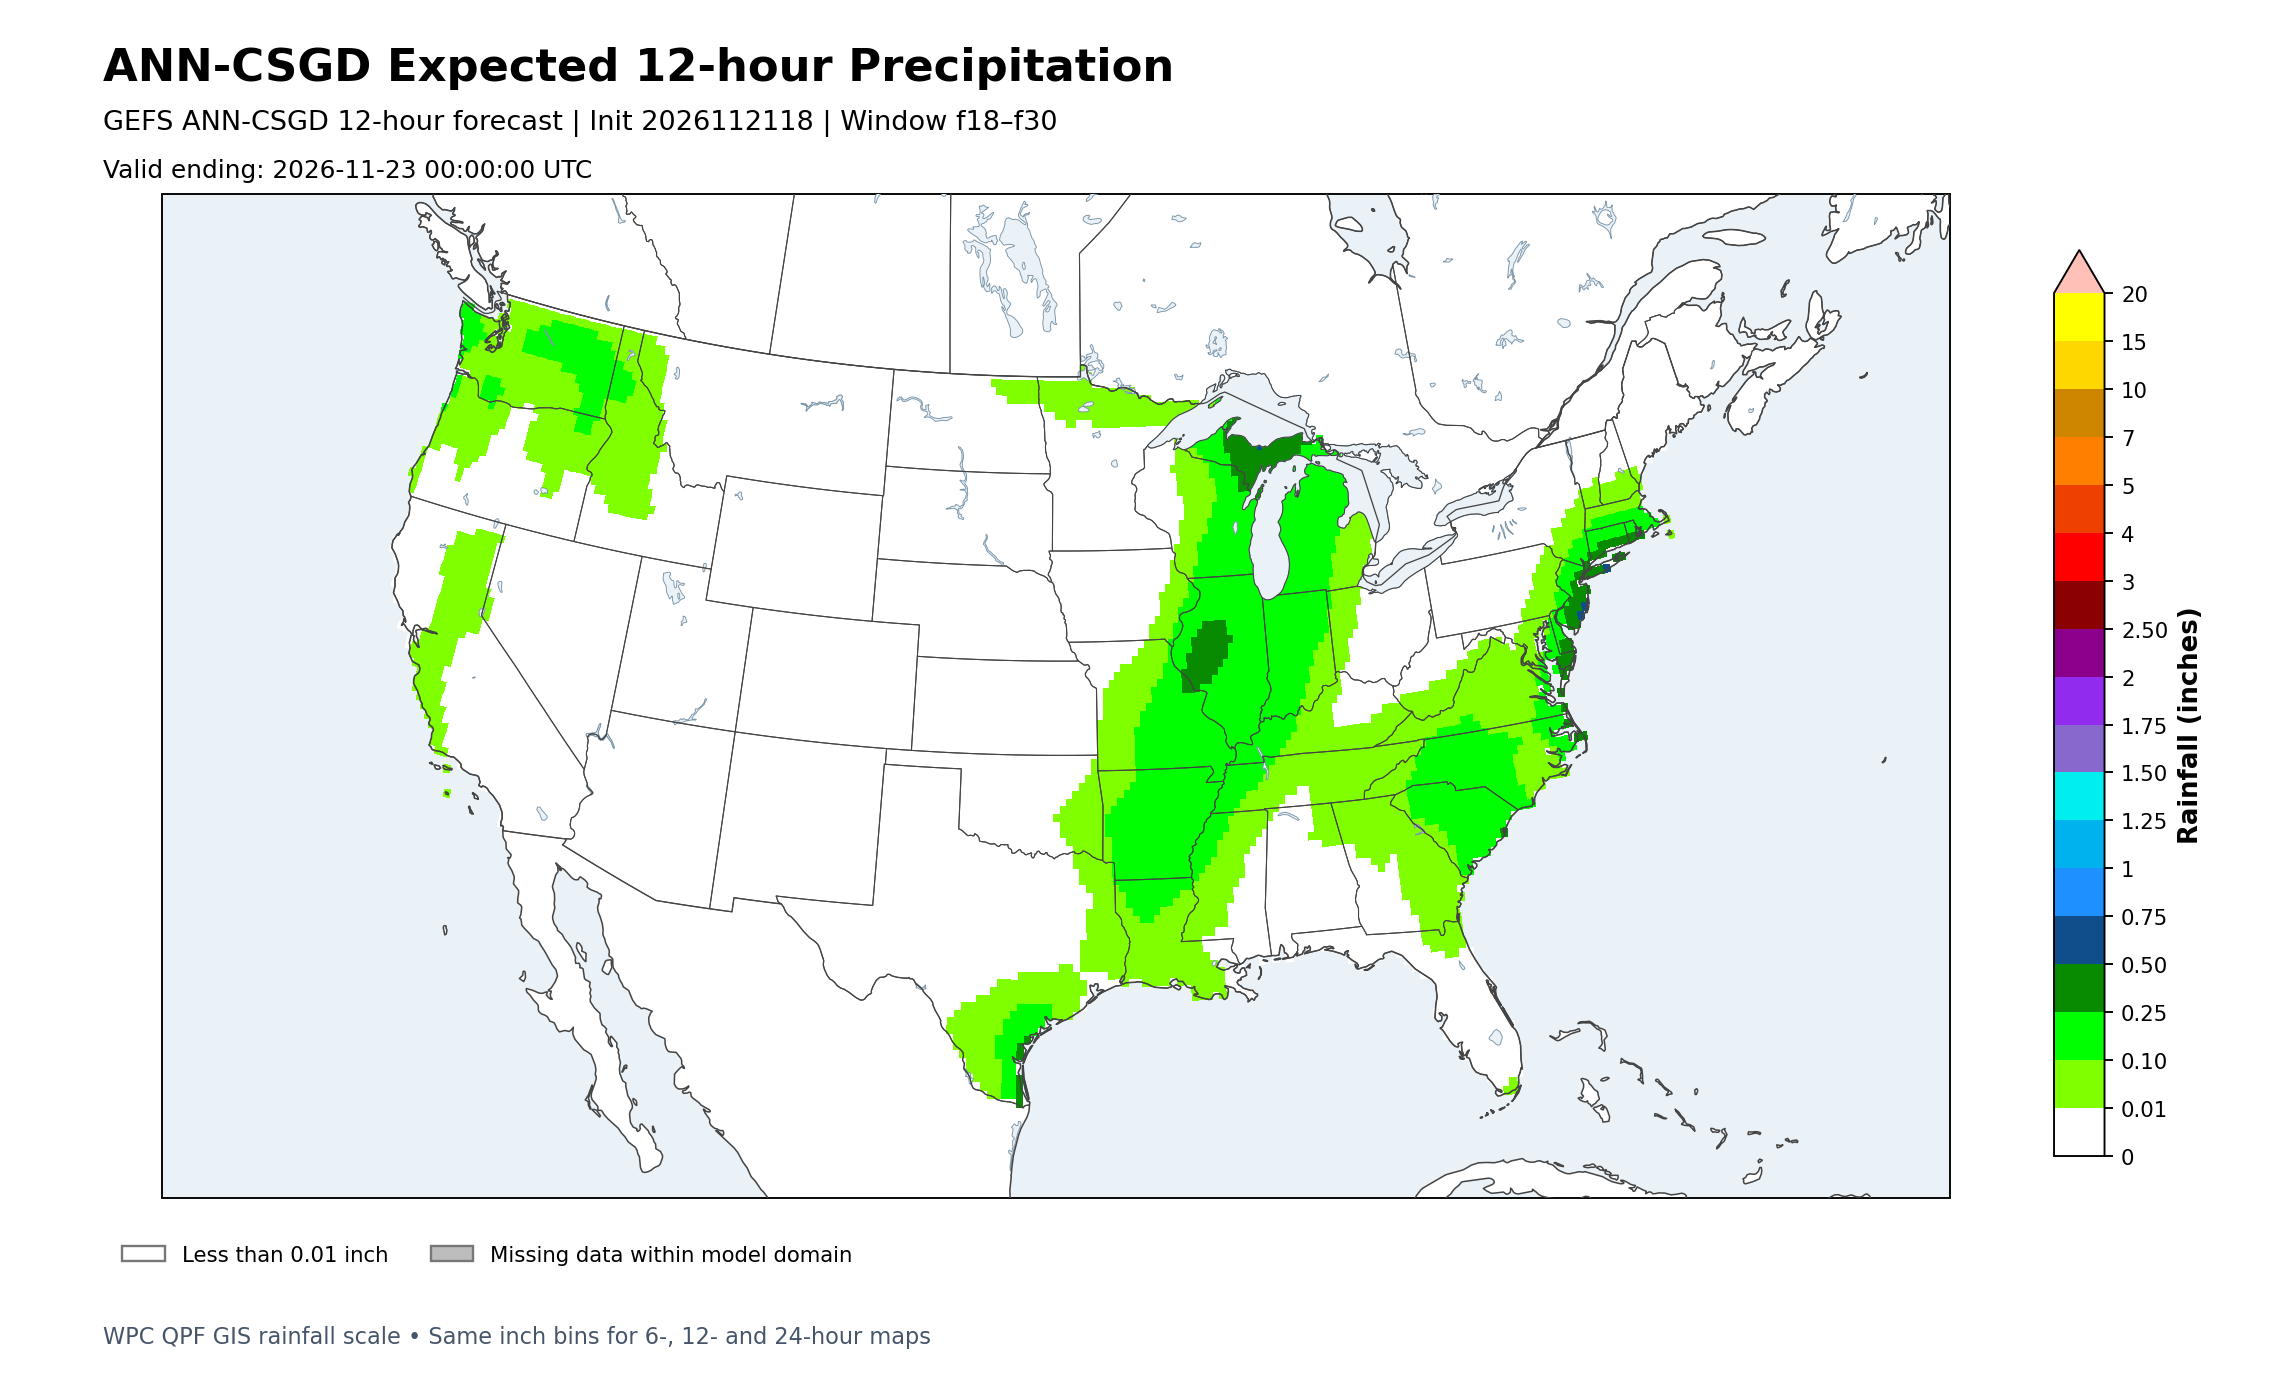 ANN-CSGD Expected 12-hour Precipitation
GEFS ANN-CSGD 12-hour forecast | Init 2026112118 | Window f18–f30
Valid ending: 2026-11-23 00:00:00 UTC
20
15
10
7
5
4
3
2.50
2
1.75
1.50
1.25
1
0.75
0.50
0.25
0.10
0.01
0
Rainfall (inches)
Less than 0.01 inch
Missing data within model domain
WPC QPF GIS rainfall scale • Same inch bins for 6-, 12- and 24-hour maps